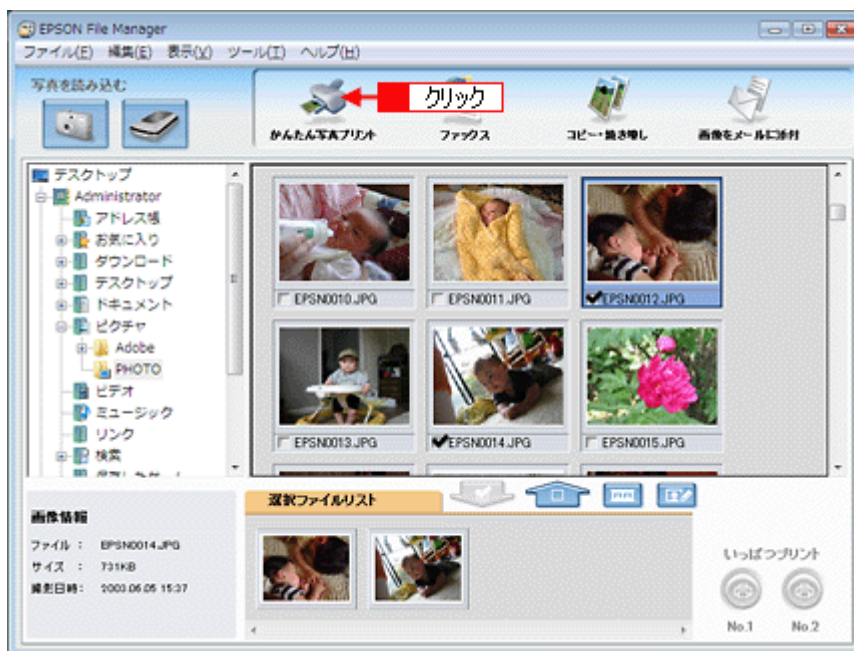 EPSON File Manager
ファイル(F) 編集(E) 表示(V) ツール(T) ヘルプ(H)
写真を読み込む
クリック
かんたん写真プリント
ファックス
コピー・焼き増し
画像をメールに添付
デスクトップ
Administrator
アドレス帳
お気に入り
ダウンロード
デスクトップ
ドキュメント
ピクチャ
Adobe
PHOTO
ビデオ
ミュージック
リンク
検索
EPSN0010.JPG
EPSN0011.JPG
EPSN0012.JPG
EPSN0013.JPG
EPSN0014.JPG
EPSN0015.JPG
選択ファイルリスト
画像情報
ファイル : EPSN0014.JPG
サイズ : 731KB
撮影日時: 2003.06.05 15:37
いっぱつプリント
No.1 No.2